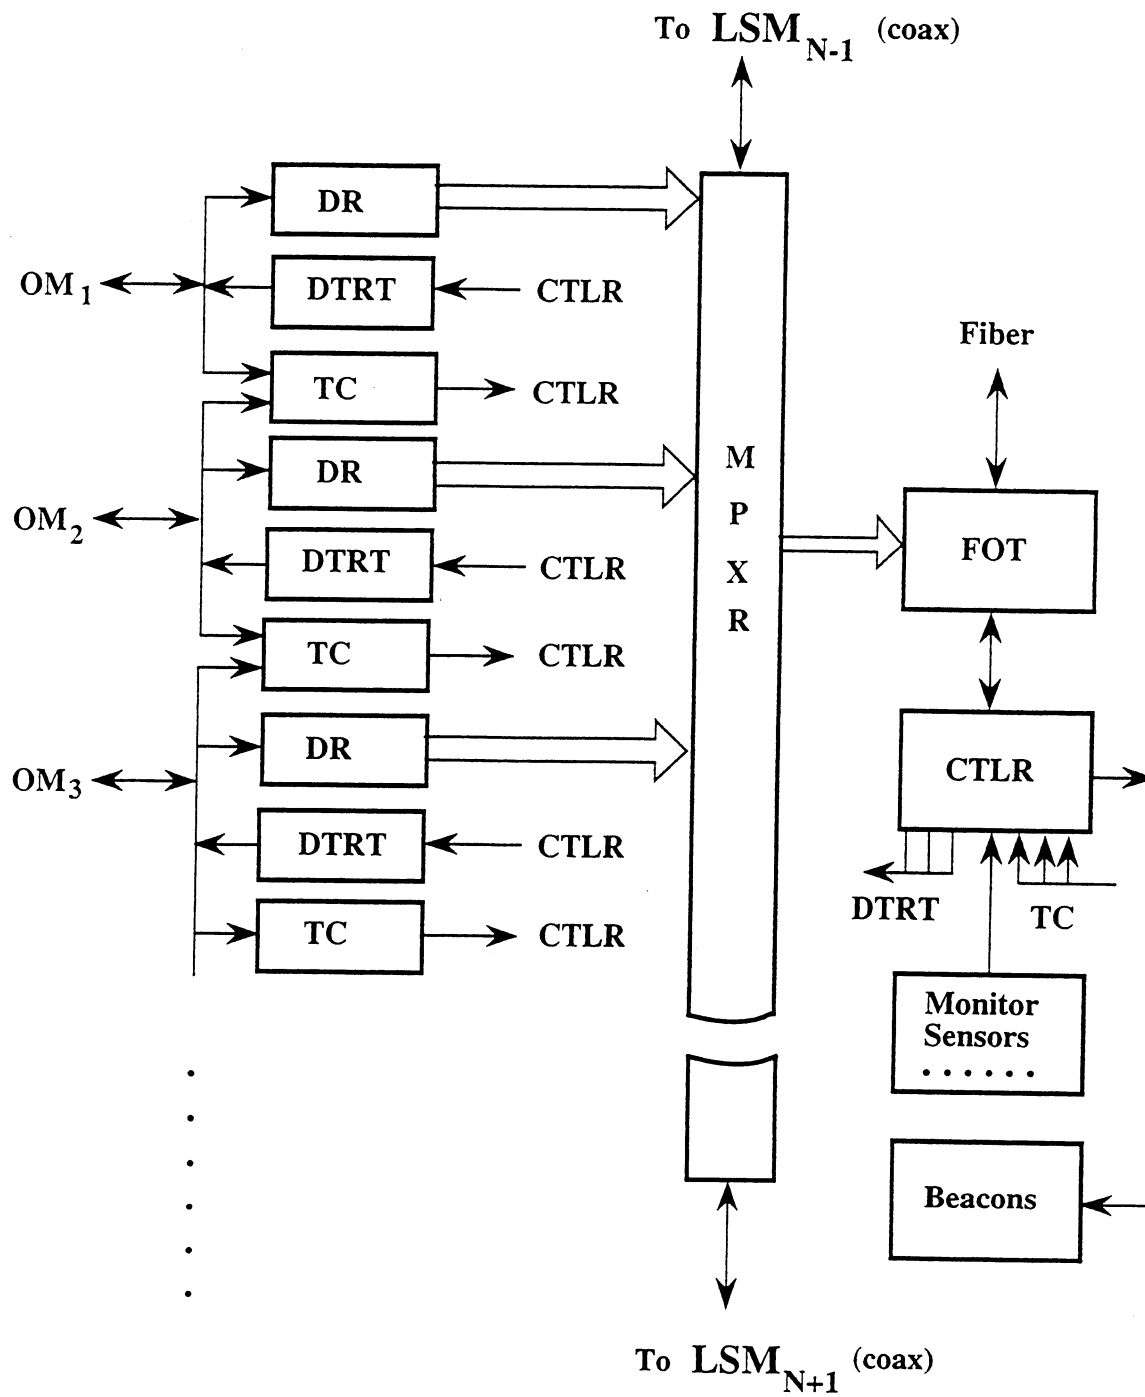 To LSM N-1 (coax)
DR
OM 1
DTRT
CTLR
TC
CTLR
DR
OM 2
DTRT
CTLR
TC
CTLR
DR
OM 3
DTRT
CTLR
TC
CTLR
M
P
X
R
Fiber
FOT
CTLR
DTRT
TC
Monitor
Sensors
......
Beacons
To LSM N+1 (coax)